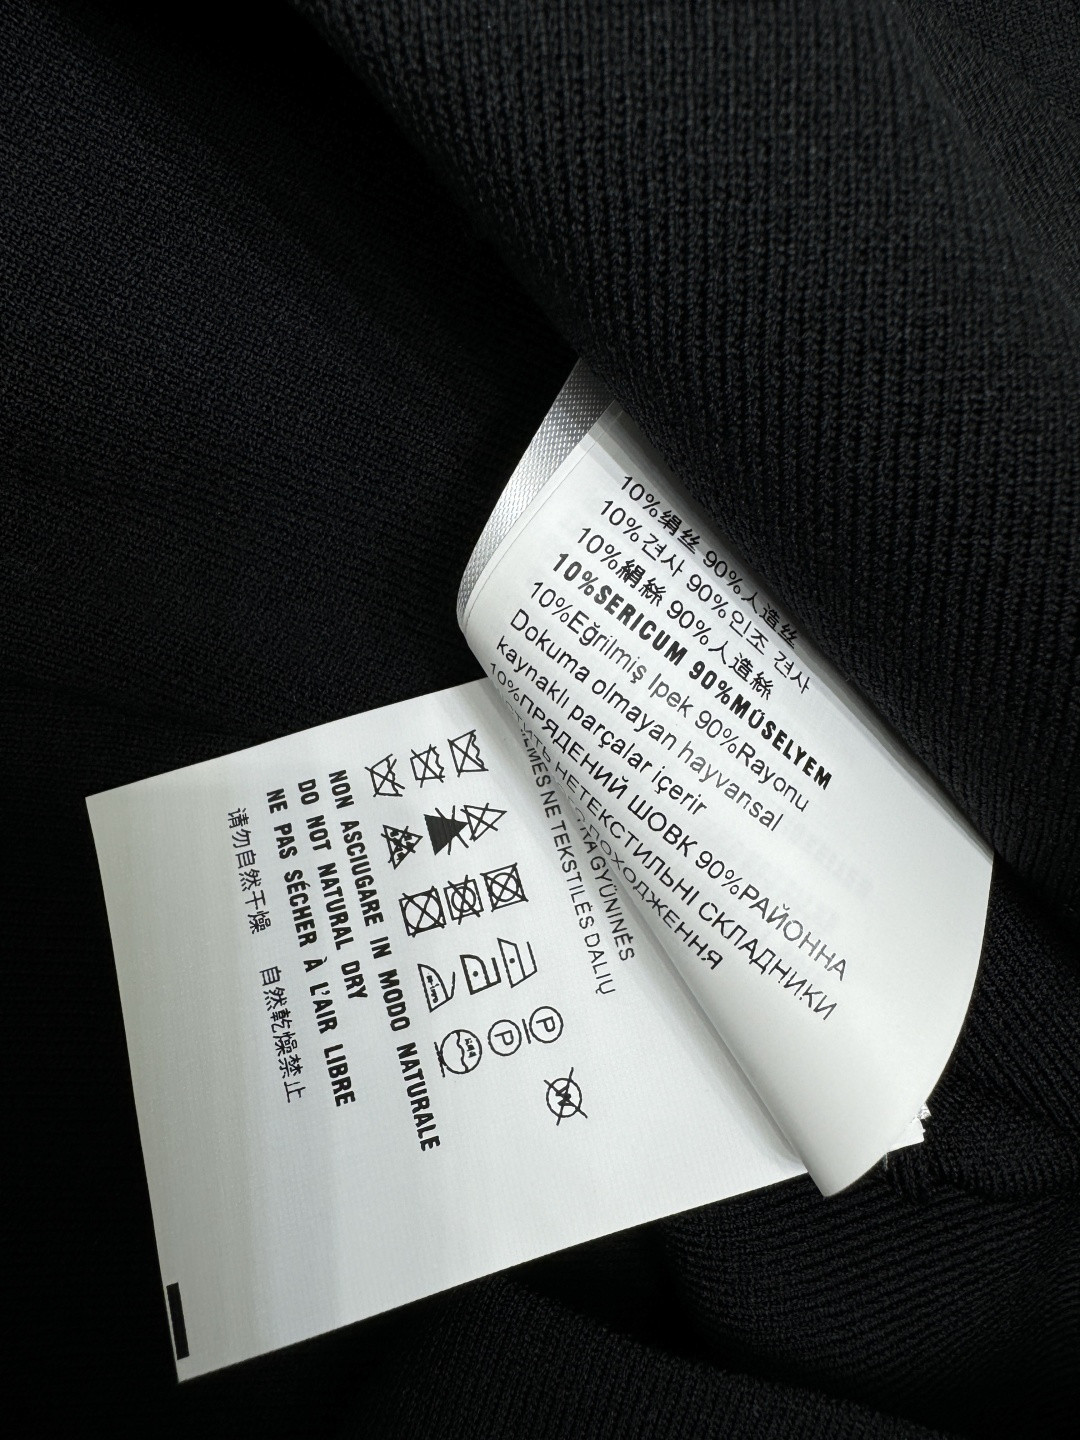 10%绢丝 90%人造丝
10%견사 90%인조 견사
10%絹絲 90%人造絲
10%SERICUM 90%MŰSELYEM
10%Eğrilmiş Ipek 90%Rayonu
Dokuma olmayan hayvansal
kaynaklı parçalar içerir
10%ПРЯДЕНИЙ ШОВК 90%РАЙОННА
НЕТЕКСТИЛЬНІ СКЛАДНИКИ
ПОХОДЖЕННЯ
GYŪNINĖS
NE TEKSTILĖS DALIŲ
NON ASCIUGARE IN MODO NATURALE
DO NOT NATURAL DRY
NE PAS SÉCHER À L'AIR LIBRE
请勿自然干燥 自然乾燥禁止
P
P
W